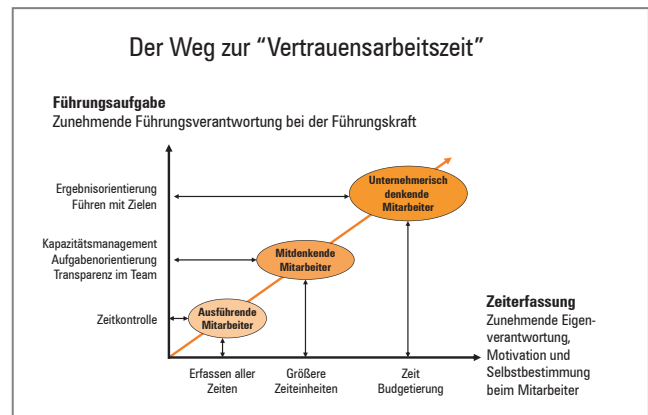 Der Weg zur “Vertrauensarbeitszeit”
Führungsaufgabe
Zunehmende Führungsverantwortung bei der Führungskraft
Ergebnisorientierung
Führen mit Zielen
Unternehmerisch
denkende
Mitarbeiter
Kapazitätsmanagement
Aufgabenorientierung
Transparenz im Team
Mitdenkende
Mitarbeiter
Zeitkontrolle
Ausführende
Mitarbeiter
Zeiterfassung
Zunehmende Eigen-
verantwortung,
Motivation und
Selbstbestimmung
beim Mitarbeiter
Erfassen aller
Zeiten
Größere
Zeiteinheiten
Zeit
Budgetierung